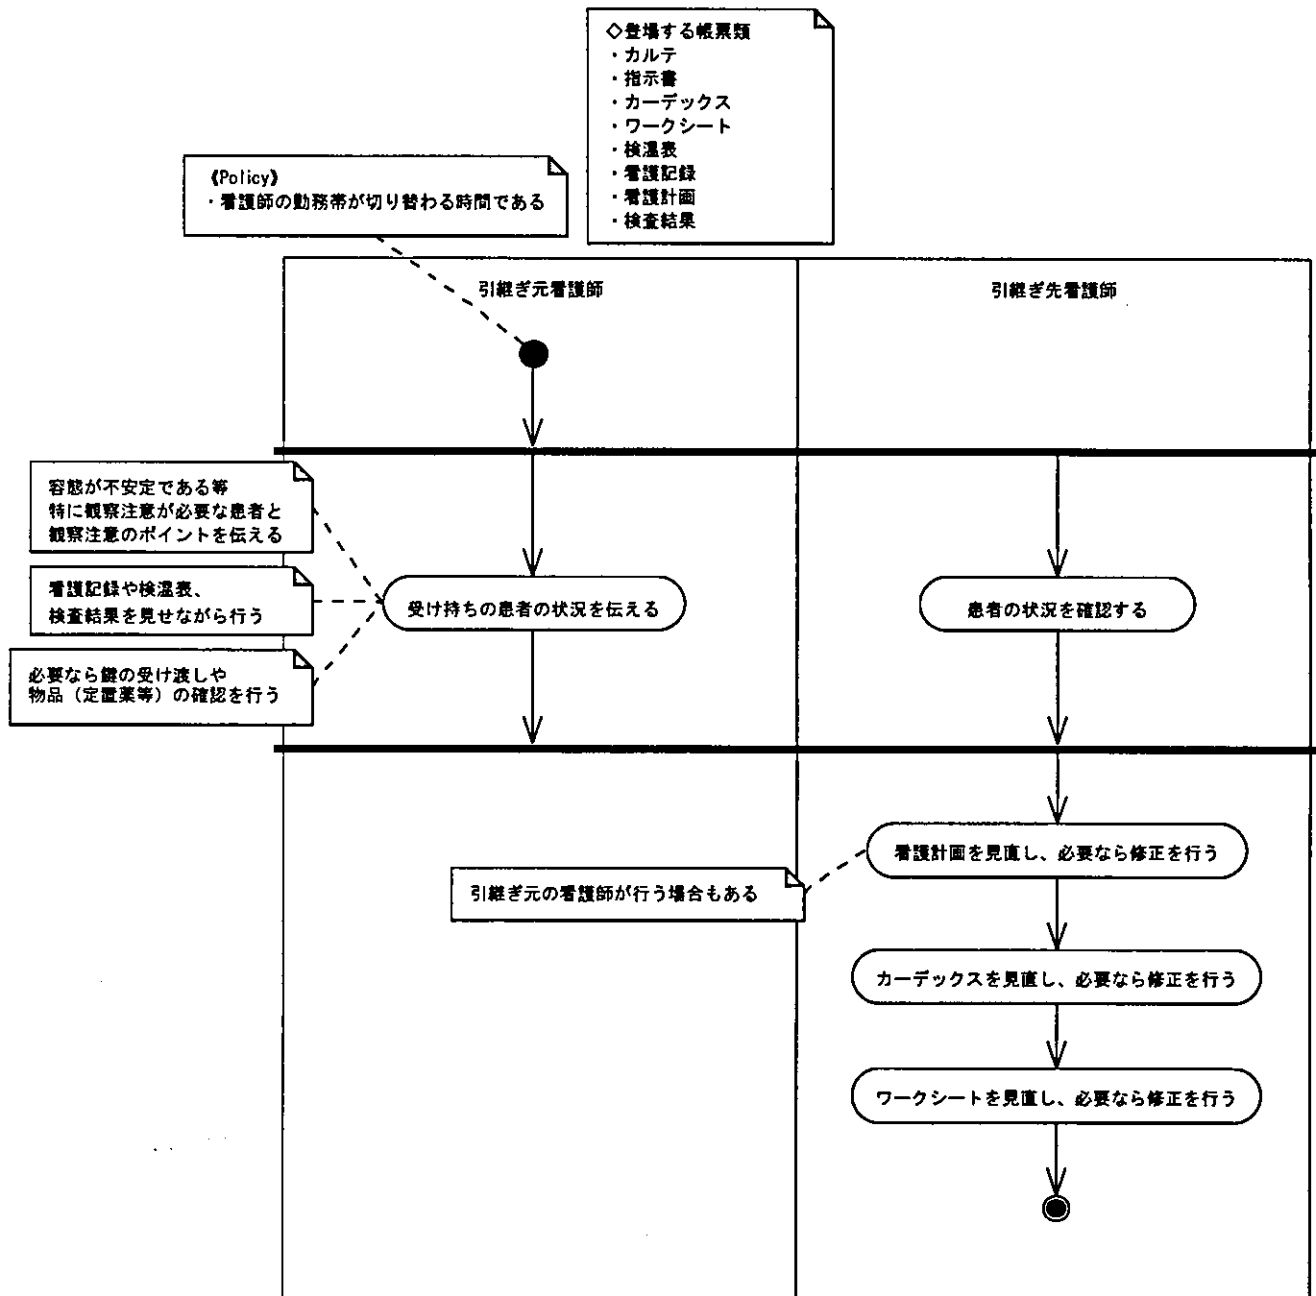 ◇登場する帳票類
・カルテ
・指示書
・カーデックス
・ワークシート
・検温表
・看護記録
・看護計画
・検査結果
《Policy》
・看護師の勤務帯が切り替わる時間である
引継ぎ元看護師
引継ぎ先看護師
容態が不安定である等
特に観察注意が必要な患者と
観察注意のポイントを伝える
看護記録や検温表、
検査結果を見せながら行う
必要なら鍵の受け渡しや
物品（定置薬等）の確認を行う
受け持ちの患者の状況を伝える
患者の状況を確認する
看護計画を見直し、必要なら修正を行う
引継ぎ元の看護師が行う場合もある
カーデックスを見直し、必要なら修正を行う
ワークシートを見直し、必要なら修正を行う